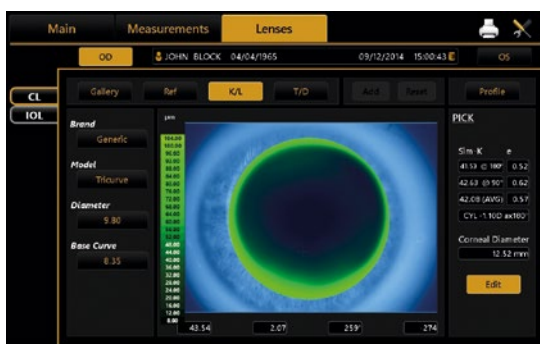 Main Measurements Lenses
OD JOHN BLOCK 04/04/1965 09/12/2014 15:00:43 OS
CL
IOL
Gallery Ref K/L T/O Add Reset Profile
Brand
Generic
Model
Tricurve
Diameter
9.80
Base Curve
8.35
μm
104.00
PICK
Sim-K e
41.53 @ 180° 0.52
42.63 @ 90° 0.62
42.08 (AVG) 0.57
CYL -1.10D ax180°
Corneal Diameter
12.52 mm
Edit
43.54 2.07 259° 274